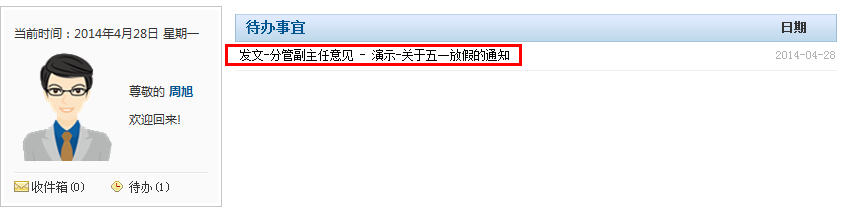 当前时间：2014年4月28日 星期一
尊敬的 周旭
欢迎回来!
收件箱(0) 待办(1)
待办事宜 日期
发文-分管副主任意见 - 演示-关于五一放假的通知 2014-04-28